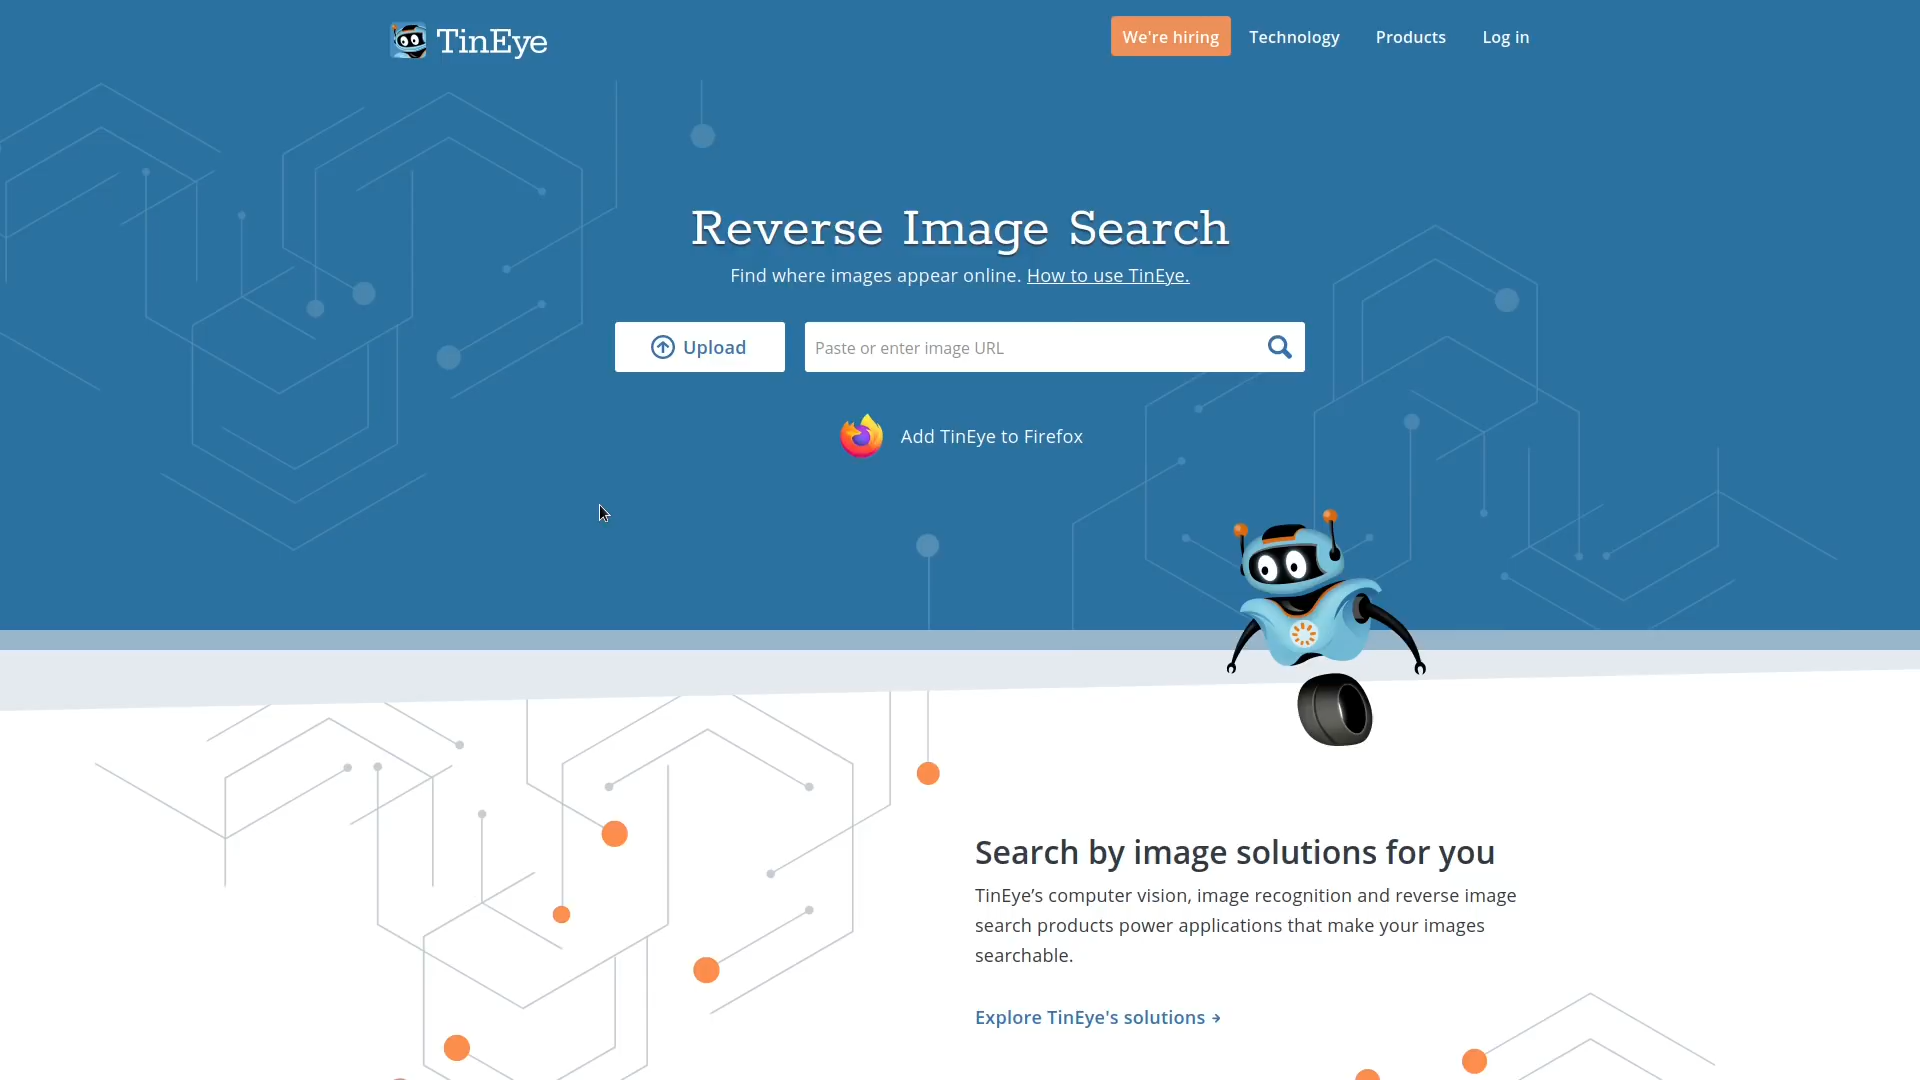 TinEye
We're hiring
Technology
Products
Log in
Reverse Image Search
Find where images appear online. How to use TinEye.
Upload
Paste or enter image URL
Add TinEye to Firefox
Search by image solutions for you
TinEye’s computer vision, image recognition and reverse image
search products power applications that make your images
searchable.
Explore TinEye's solutions →